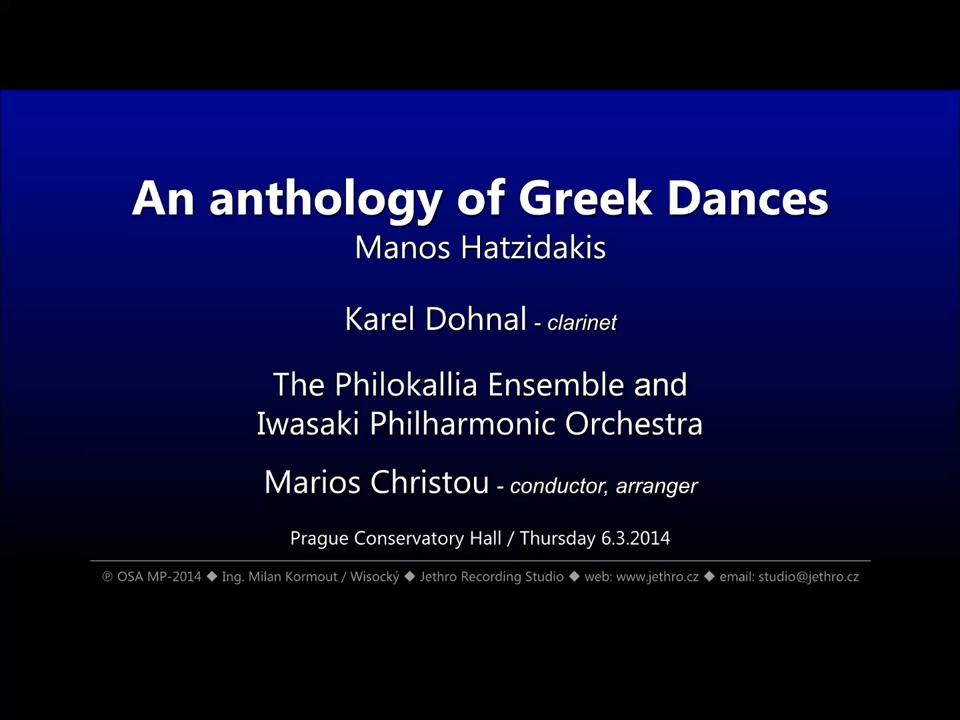 An anthology of Greek Dances
Manos Hatzidakis
Karel Dohnal - clarinet
The Philokallia Ensemble and
Iwasaki Philharmonic Orchestra
Marios Christou - conductor, arranger
Prague Conservatory Hall / Thursday 6.3.2014
℗ OSA MP-2014 ◆ Ing. Milan Kormout / Wisocký ◆ Jethro Recording Studio ◆ web: www.jethro.cz ◆ email: studio@jethro.cz